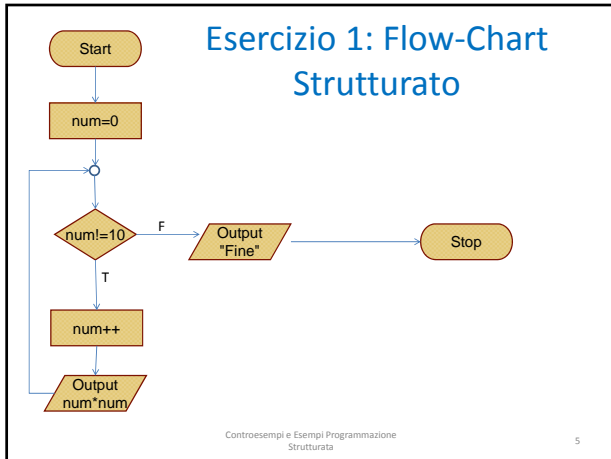 Esercizio 1: Flow-Chart
Strutturato
Start
num=0
num!=10
F
Output
"Fine"
Stop
T
num++
Output
num*num
Controesempi e Esempi Programmazione
Strutturata
5